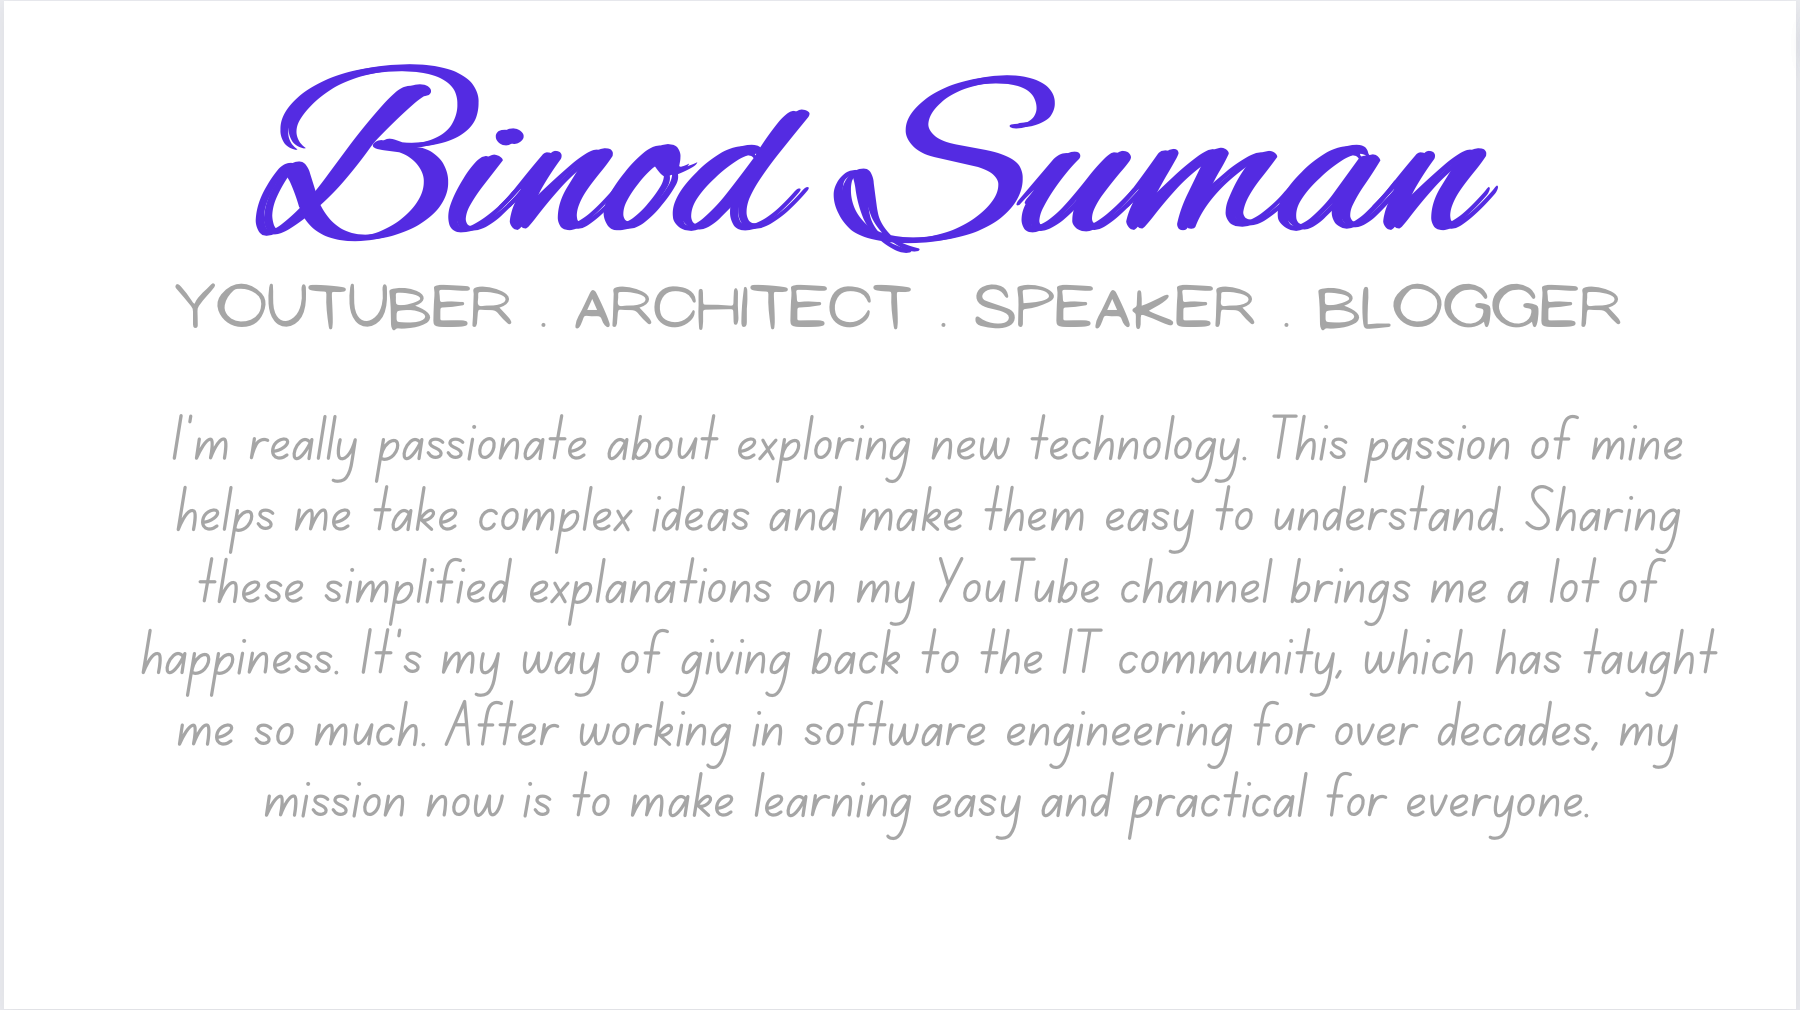 Binod Suman
YOUTUBER . ARCHITECT . SPEAKER . BLOGGER
I'm really passionate about exploring new technology. This passion of mine
helps me take complex ideas and make them easy to understand. Sharing
these simplified explanations on my YouTube channel brings me a lot of
happiness. It's my way of giving back to the IT community, which has taught
me so much. After working in software engineering for over decades, my
mission now is to make learning easy and practical for everyone.